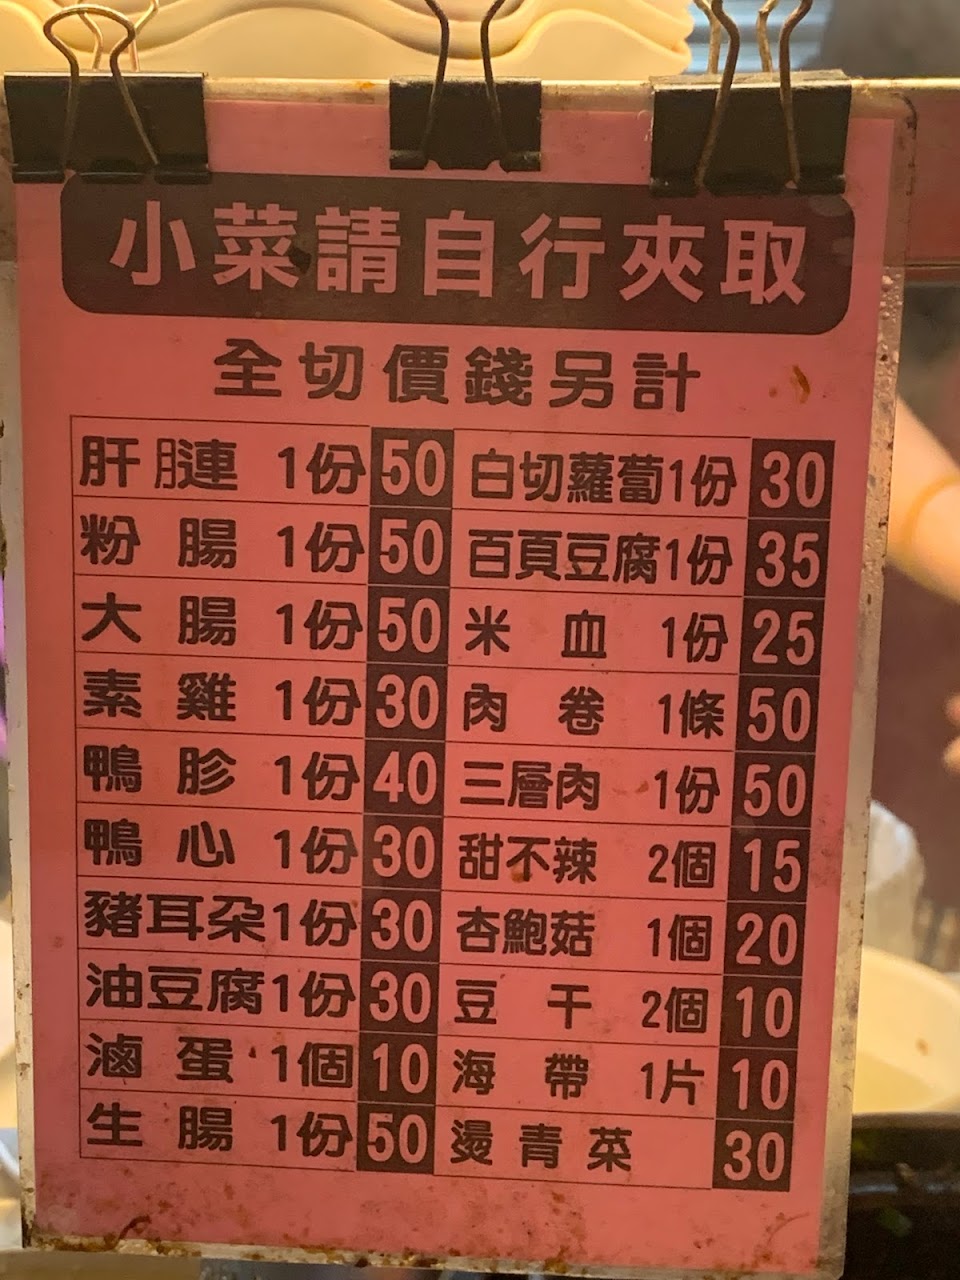 小菜請自行夾取
全切價錢另計
肝腱 1份 50 白切蘿蔔1份 30
粉腸 1份 50 百頁豆腐1份 35
大腸 1份 50 米血 1份 25
素雞 1份 30 肉卷 1條 50
鴨胗 1份 40 三層肉 1份 50
鴨心 1份 30 甜不辣 2個 15
豬耳朵1份 30 杏鮑菇 1個 20
油豆腐1份 30 豆干 2個 10
滷蛋 1個 10 海帶 1片 10
生腸 1份 50 燙青菜 30